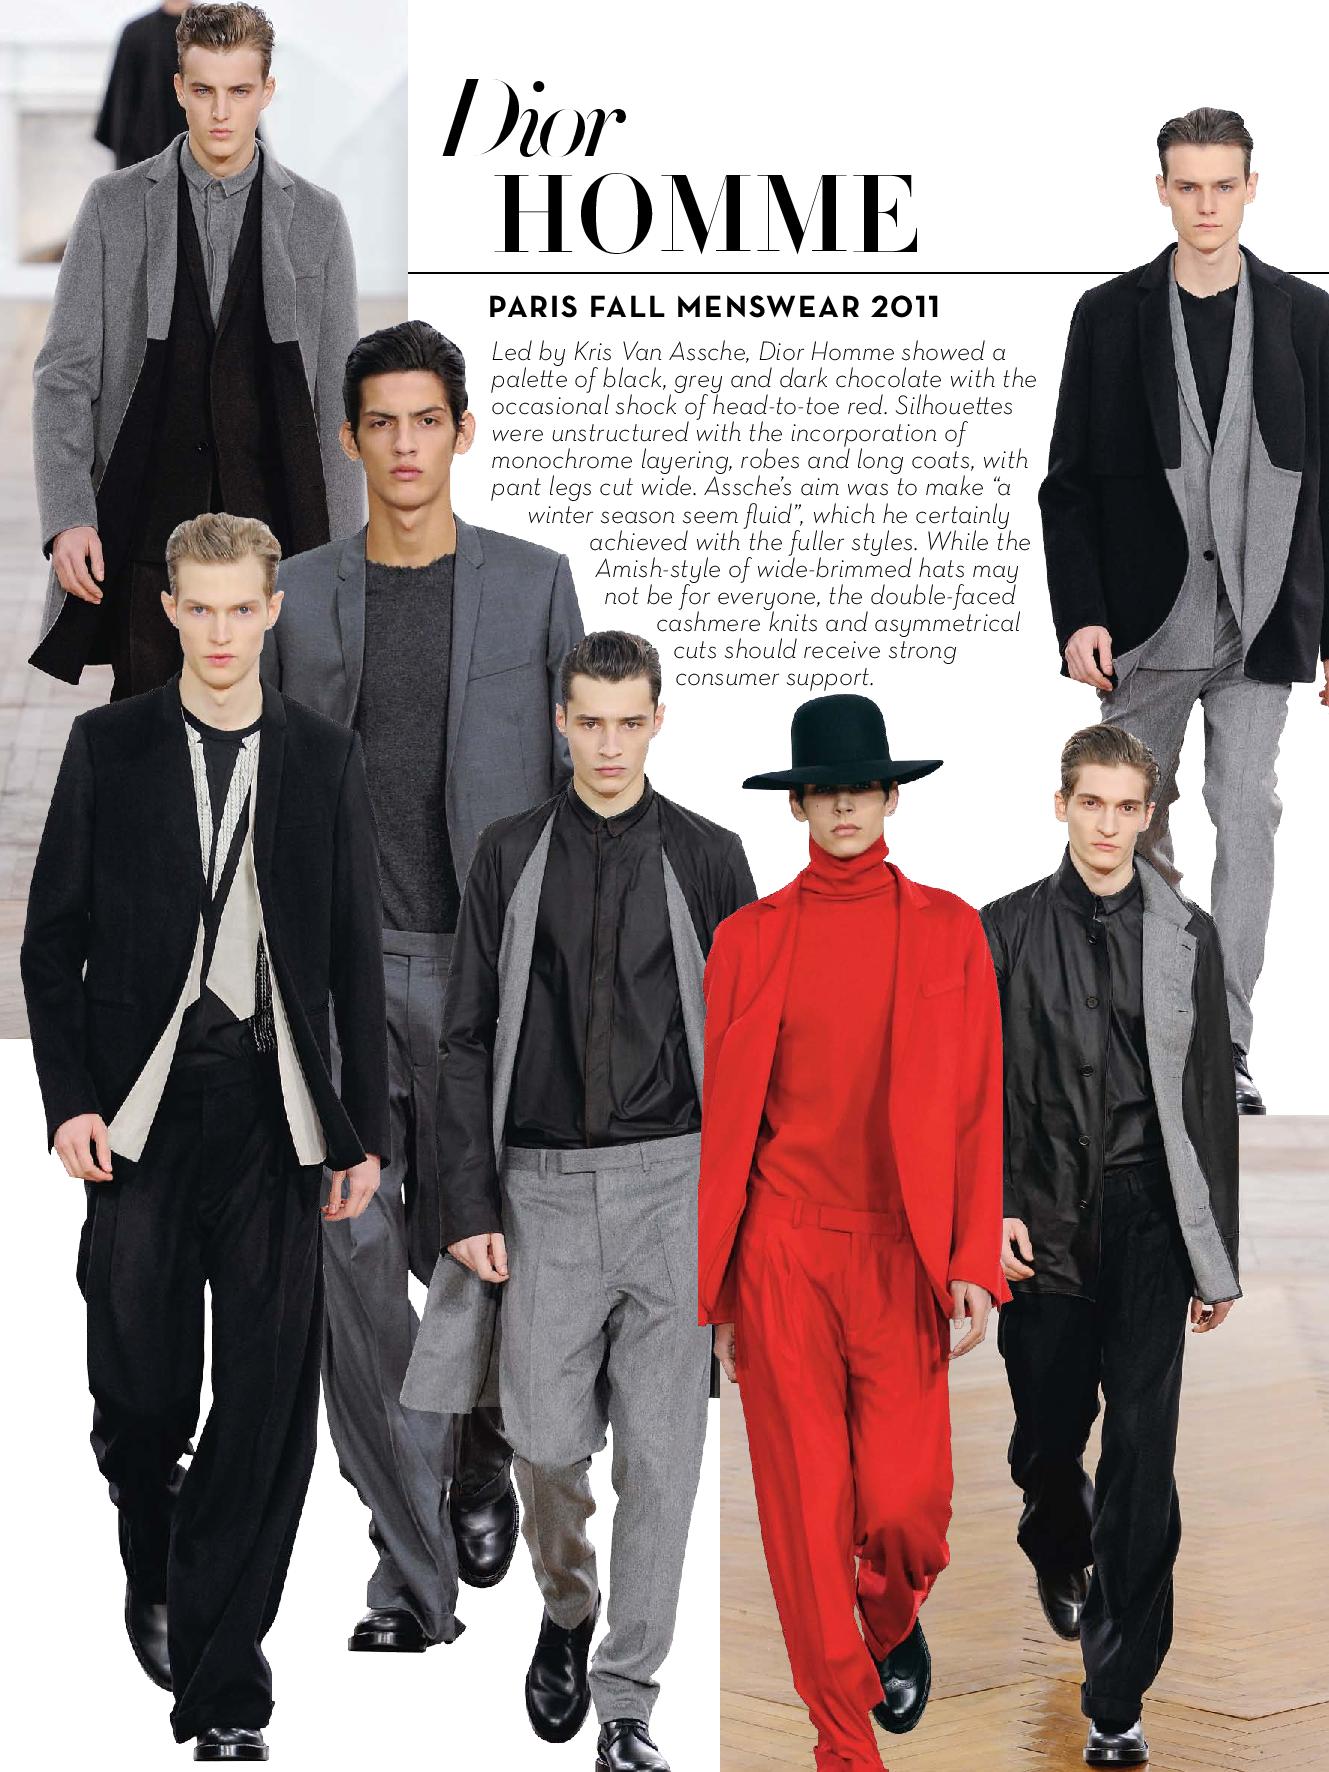 Dior
HOMME
PARIS FALL MENSWEAR 2011
Led by Kris Van Assche, Dior Homme showed a
palette of black, grey and dark chocolate with the
occasional shock of head-to-toe red. Silhouettes
were unstructured with the incorporation of
monochrome layering, robes and long coats, with
pant legs cut wide. Assche's aim was to make “a
winter season seem fluid”, which he certainly
achieved with the fuller styles. While the
Amish-style of wide-brimmed hats may
not be for everyone, the double-faced
cashmere knits and asymmetrical
cuts should receive strong
consumer support.